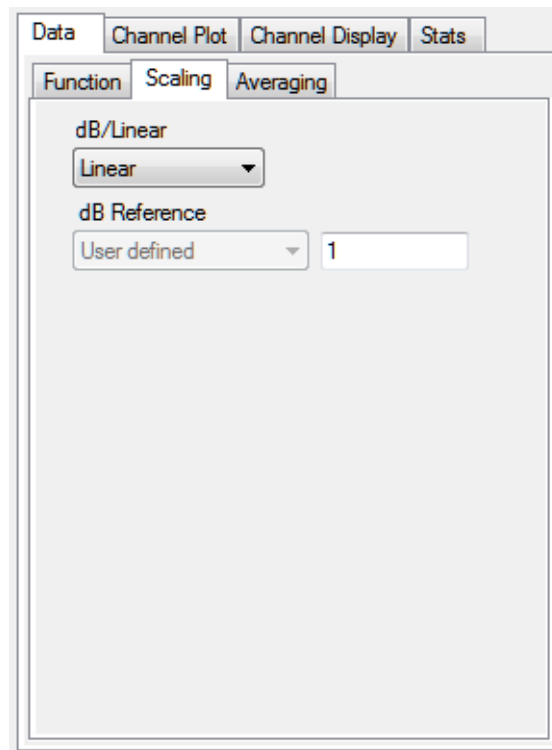 Data Channel Plot Channel Display Stats
Function Scaling Averaging
dB/Linear
Linear
dB Reference
User defined 1